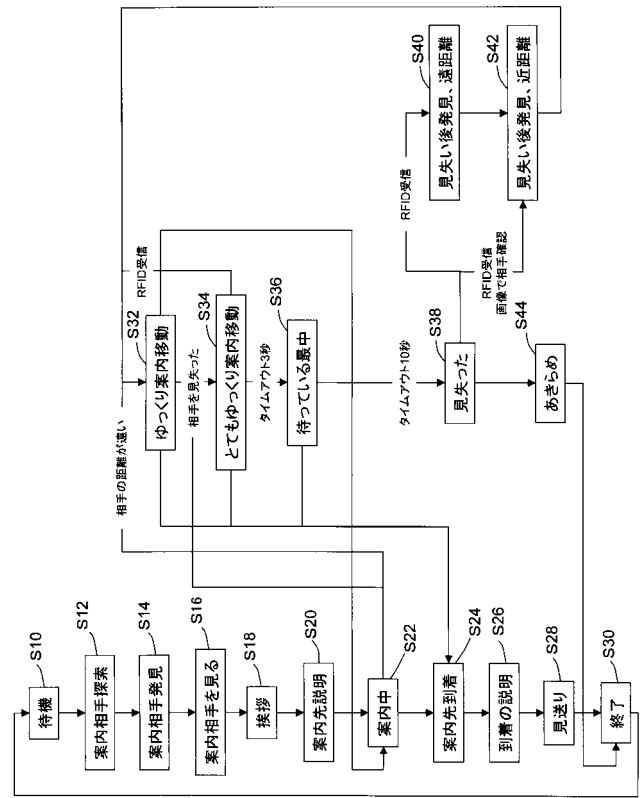 S10
待機
S12
案内相手探索
S14
案内相手発見
S16
案内相手を見る
S18
挨拶
S20
案内先説明
S22
案内中
S24
案内先到着
S26
到着の説明
S28
見送り
S30
終了
相手の距離が遠い
S32
ゆっくり案内移動
RFID受信
相手を見失った
S34
とてもゆっくり案内移動
タイムアウト3秒
S36
待っている最中
タイムアウト10秒
S38
見失った
S44
あきらめ
RFID受信
S40
見失い後発見、遠距離
RFID受信
画像で相手確認
S42
見失い後発見、近距離